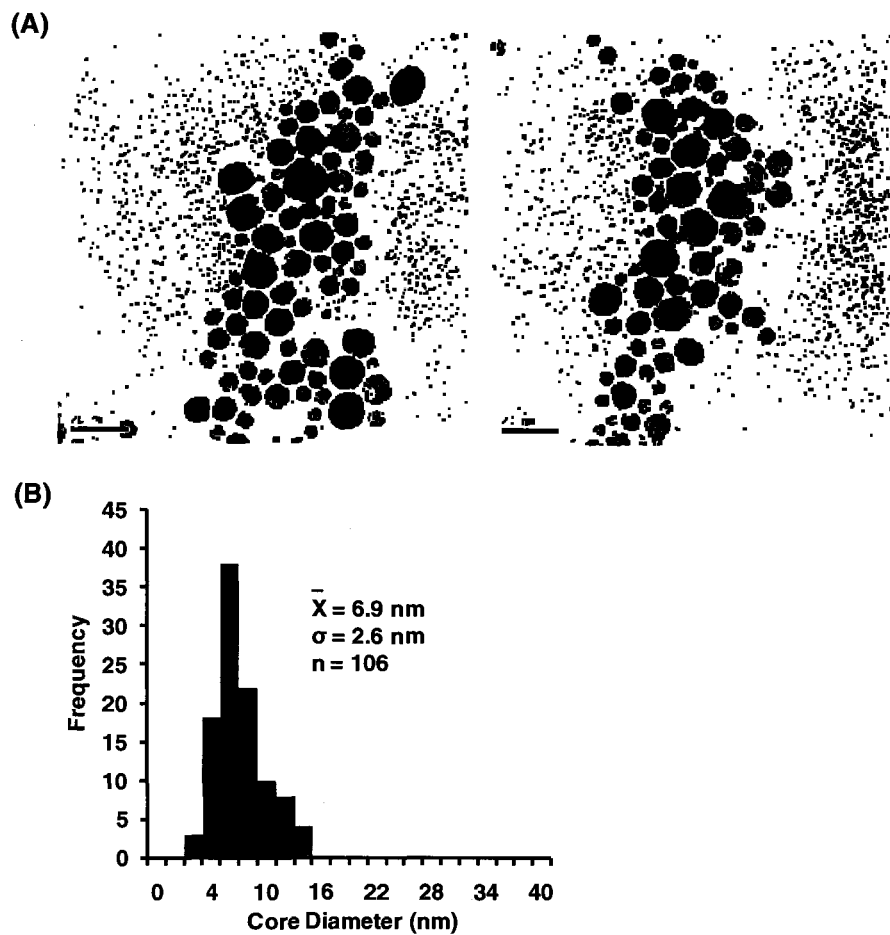 (A)
(B)
45
40
35
30
25
20
15
10
5
0
Frequency
X̄ = 6.9 nm
σ = 2.6 nm
n = 106
0 4 10 16 22 28 34 40
Core Diameter (nm)